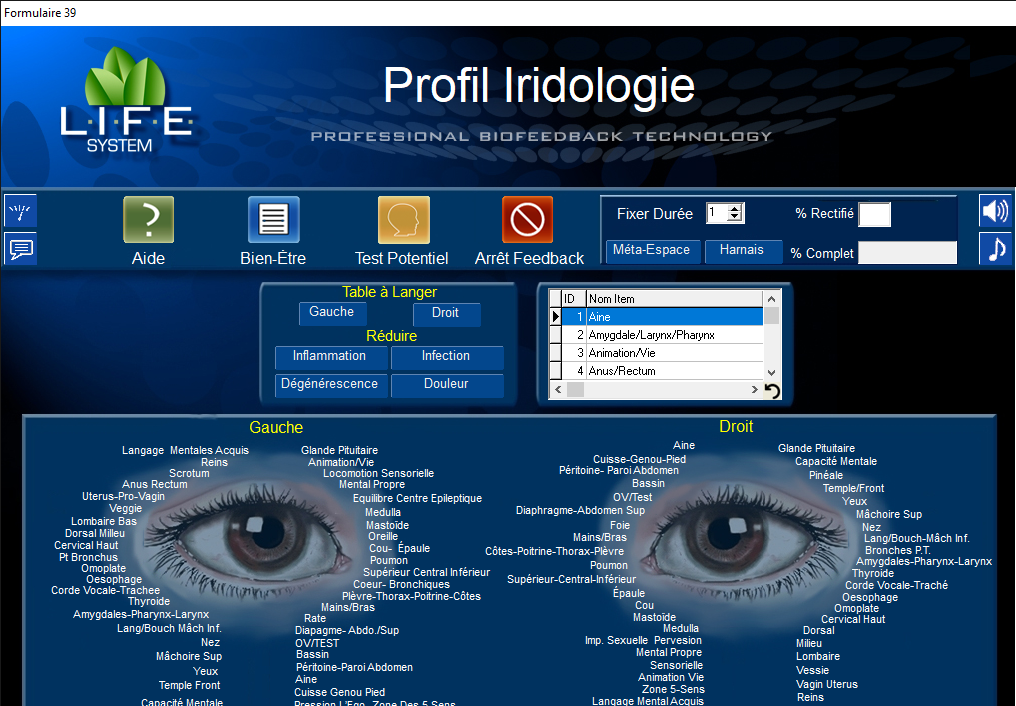 Formulaire 39
L·I·F·E
SYSTEM
Profil Iridologie
PROFESSIONAL BIOFEEDBACK TECHNOLOGY
Aide
Bien-Être
Test Potentiel
Arrêt Feedback
Fixer Durée 1
% Rectifié
Méta-Espace
Harnais
% Complet
Table à Langer
Gauche
Droit
Réduire
Inflammation
Infection
Dégénérescence
Douleur
ID Nom Item
1 Aine
2 Amygdale/Larynx/Pharynx
3 Animation/Vie
4 Anus/Rectum
Gauche
Langage Mentales Acquis
Reins
Scrotum
Anus Rectum
Uterus-Pro-Vagin
Veggie
Lombaire Bas
Dorsal Milieu
Cervical Haut
Pt Bronchus
Omoplate
Oesophage
Corde Vocale-Trachee
Thyroide
Amygdales-Pharynx-Larynx
Lang/Bouch Mâch Inf.
Nez
Mâchoire Sup
Yeux
Temple Front
Capacité Mentale
Glande Pituitaire
Animation/Vie
Locomotion Sensorielle
Mental Propre
Equilibre Centre Epileptique
Medulla
Mastoïde
Oreille
Cou- Épaule
Poumon
Supérieur Central Inférieur
Coeur- Bronchiques
Plèvre-Thorax-Poitrine-Côtes
Mains/Bras
Rate
Diapagme- Abdo./Sup
OV/TEST
Bassin
Péritoine-Paroi Abdomen
Aine
Cuisse Genou Pied
Pression L'Ego- Zone Des 5 Sens
Droit
Aine
Cuisse-Genou-Pied
Péritoine- Paroi Abdomen
Bassin
OV/Test
Diaphragme-Abdomen Sup
Foie
Mains/Bras
Côtes-Poitrine-Thorax-Plèvre
Poumon
Supérieur-Central-Inférieur
Épaule
Cou
Mastoïde
Medulla
Imp. Sexuelle Pervesion
Mental Propre
Sensorielle
Animation Vie
Zone 5-Sens
Langage Mental Acquis
Glande Pituitaire
Capacité Mentale
Pinéale
Temple/Front
Yeux
Mâchoire Sup
Nez
Lang/Bouch-Mâch Inf.
Bronches P.T.
Amygdales-Pharynx-Larynx
Thyroide
Corde Vocale-Traché
Oesophage
Omoplate
Cervical Haut
Dorsal
Milieu
Lombaire
Vessie
Vagin Uterus
Reins